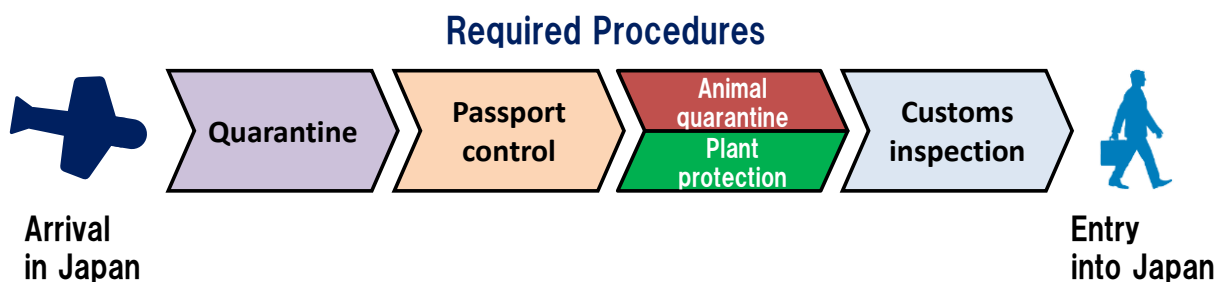 Required Procedures
Quarantine
Passport
control
Animal
quarantine
Plant
protection
Customs
inspection
Arrival
in Japan
Entry
into Japan